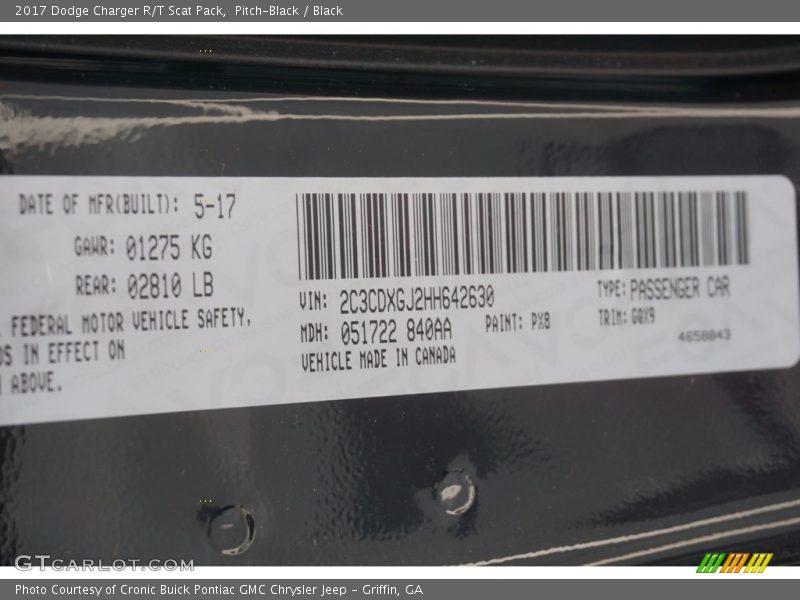 2017 Dodge Charger R/T Scat Pack,  Pitch-Black / Black
DATE OF MFR(BUILT): 5-17
GAWR: 01275 KG
REAR: 02810 LB
FEDERAL MOTOR VEHICLE SAFETY,
IN EFFECT ON
ABOVE.
VIN: 2C3CDXGJ2HH642630
TYPE: PASSENGER CAR
MDH: 051722 840AA
PAINT: PX8
TRIM: GQX9
VEHICLE MADE IN CANADA
4658843
GTcarlot.com
Photo Courtesy of Cronic Buick Pontiac GMC Chrysler Jeep - Griffin, GA